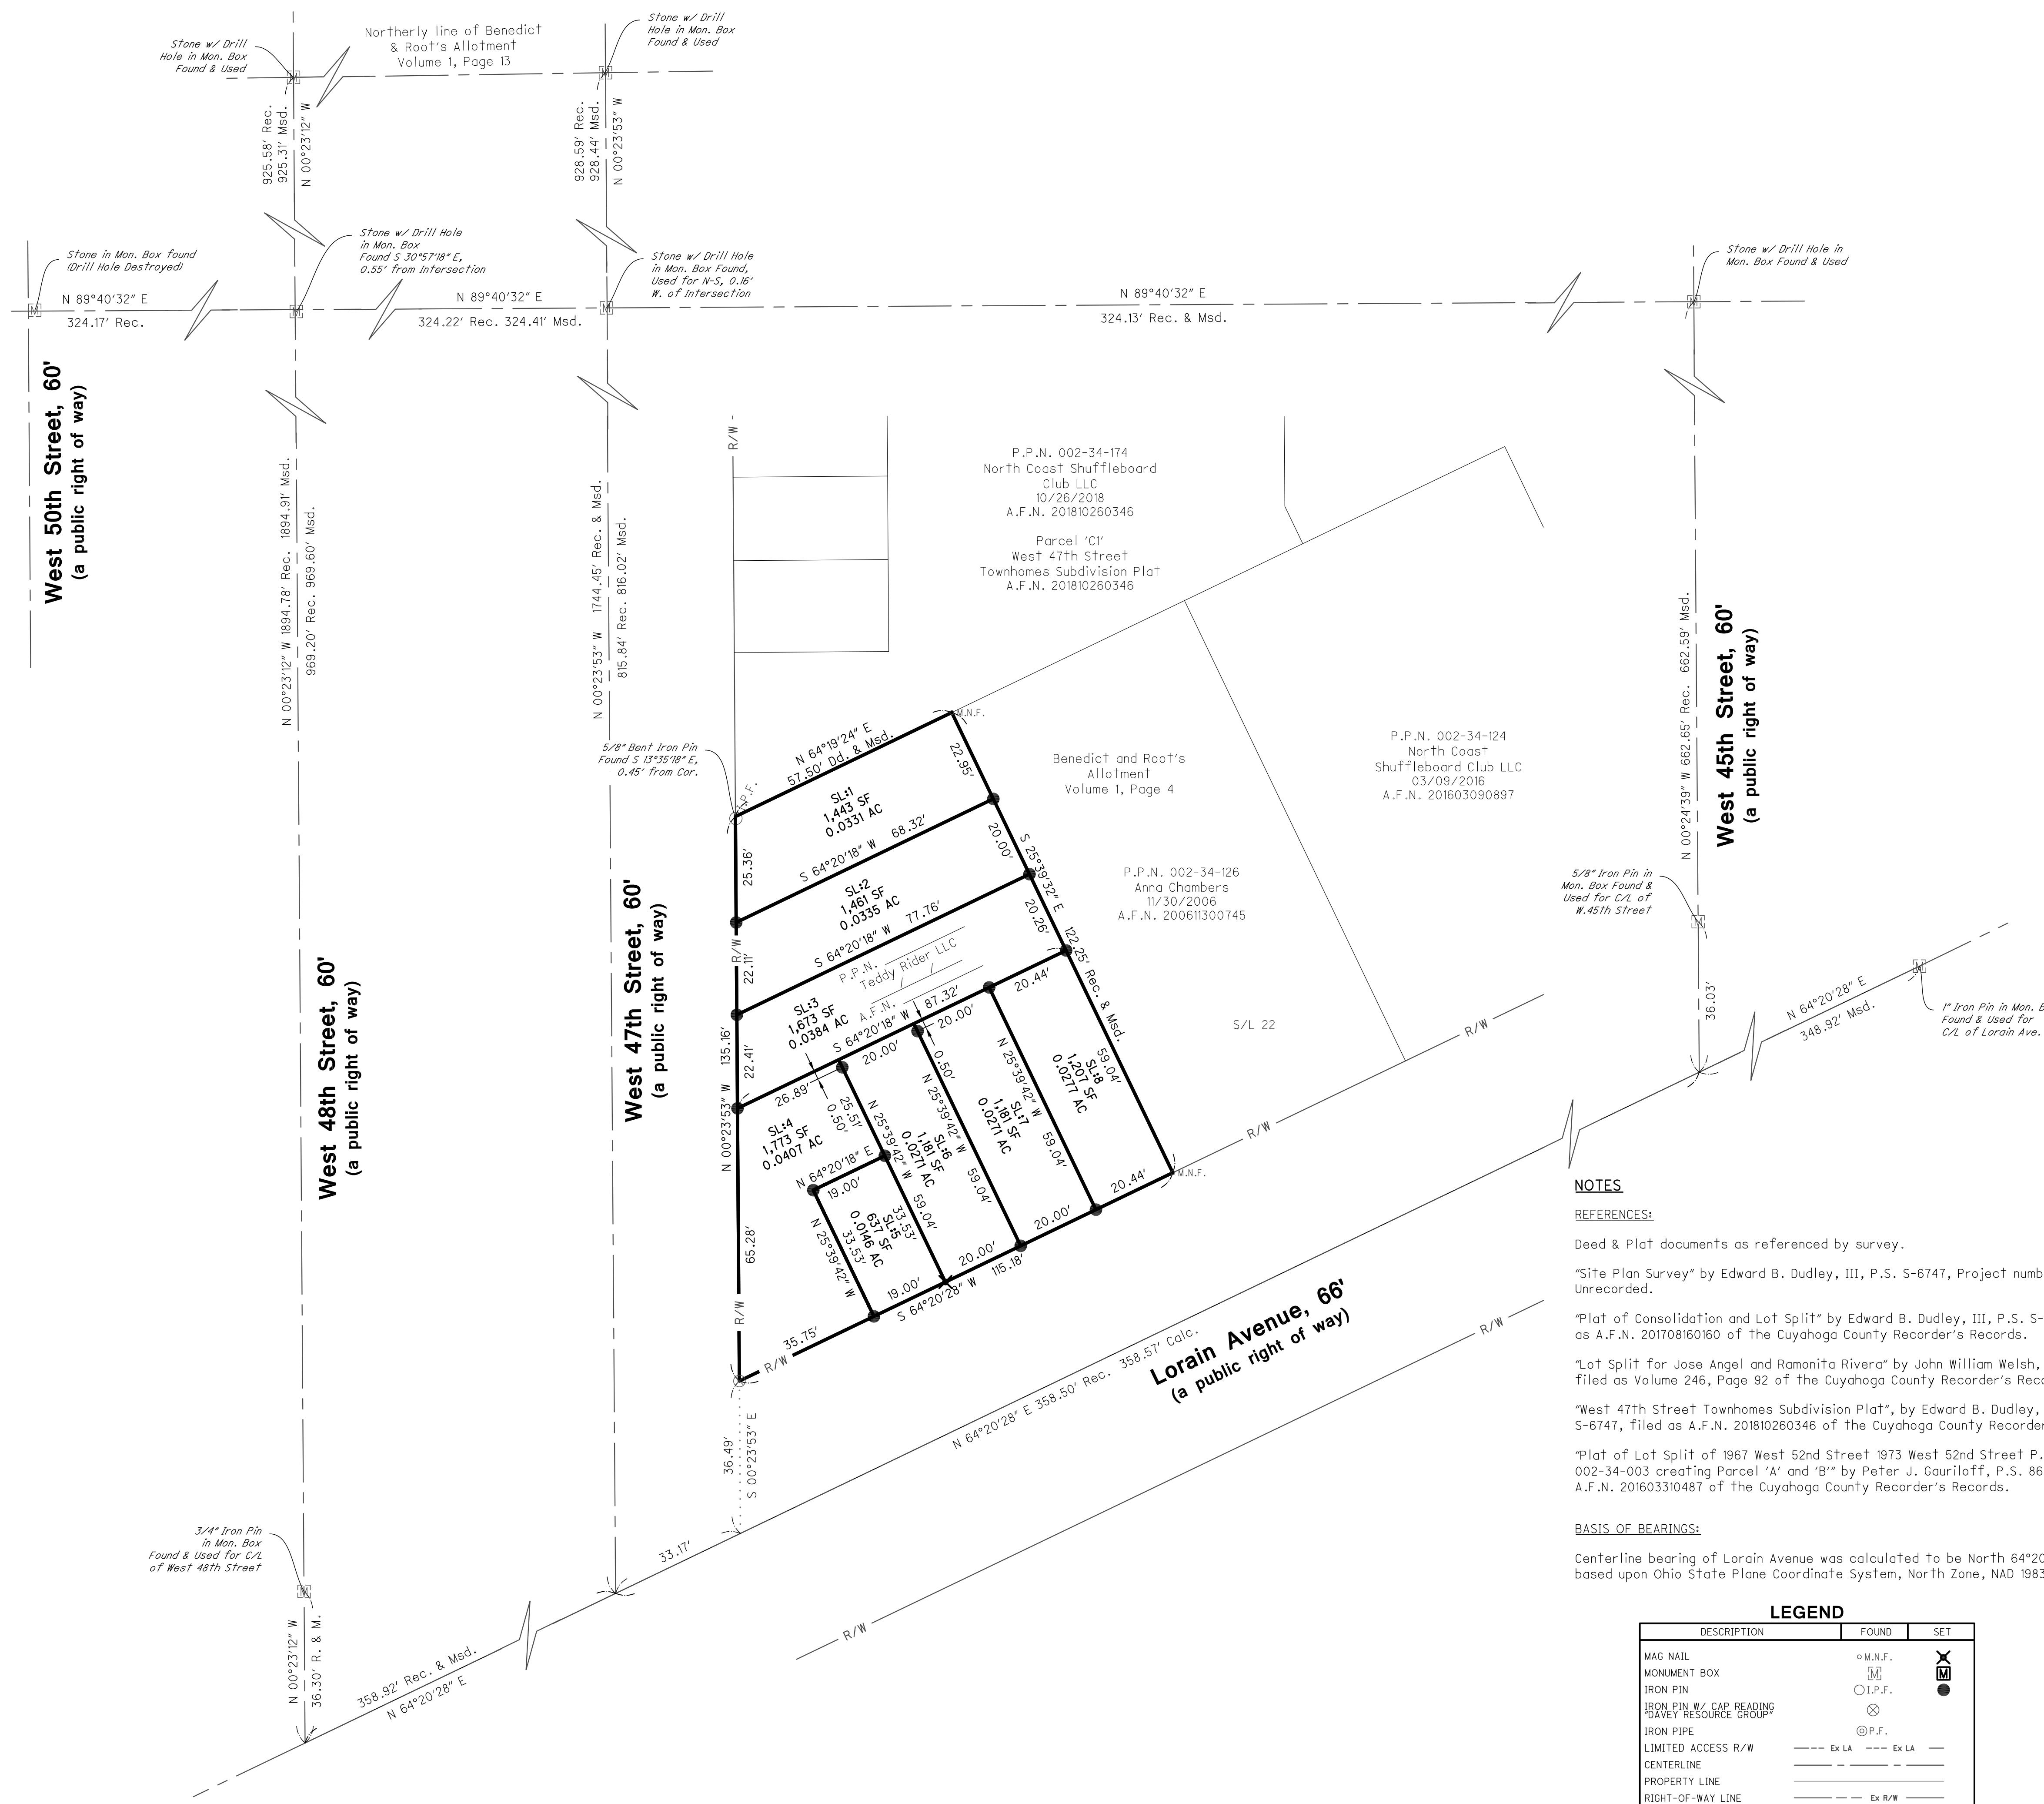 Northerly line of Benedict
& Root's Allotment
Volume 1, Page 13
Stone w/ Drill
Hole in Mon. Box
Found & Used
Stone w/ Drill
Hole in Mon. Box
Found & Used
925.58' Rec.
925.31' Msd.
N 00°23'12" W
928.59' Rec.
928.44' Msd.
N 00°23'53" W
Stone in Mon. Box found
(Drill Hole Destroyed)
Stone w/ Drill Hole
in Mon. Box
Found S 30°57'18" E,
0.55' from Intersection
Stone w/ Drill Hole
in Mon. Box Found,
Used for N-S, 0.16'
W. of Intersection
Stone w/ Drill Hole in
Mon. Box Found & Used
N 89°40'32" E
324.17' Rec.
N 89°40'32" E
324.22' Rec. 324.41' Msd.
N 89°40'32" E
324.13' Rec. & Msd.
West 50th Street, 60'
(a public right of way)
N 00°23'12" W 1894.78' Rec. 1894.91' Msd.
969.20' Rec. 969.60' Msd.
West 48th Street, 60'
(a public right of way)
N 00°23'53" W 1744.45' Rec. & Msd.
815.84' Rec. 816.02' Msd.
West 47th Street, 60'
(a public right of way)
R/W
P.P.N. 002-34-174
North Coast Shuffleboard
Club LLC
10/26/2018
A.F.N. 201810260346
Parcel 'C1'
West 47th Street
Townhomes Subdivision Plat
A.F.N. 201810260346
N 00°24'39" W 662.65' Rec. 662.59' Msd.
West 45th Street, 60'
(a public right of way)
5/8" Bent Iron Pin
Found S 13°35'18" E,
0.45' from Cor.
I.P.F.
N 64°19'24" E
57.50' Dd. & Msd.
M.N.F.
22.95'
Benedict and Root's
Allotment
Volume 1, Page 4
P.P.N. 002-34-124
North Coast
Shuffleboard Club LLC
03/09/2016
A.F.N. 201603090897
SL:1
1,443 SF
0.0331 AC
25.36'
S 64°20'18" W 68.32'
20.00'
S 25°39'32" E
122.25' Rec. & Msd.
SL:2
1,461 SF
0.0335 AC
R/W
22.11'
S 64°20'18" W 77.76'
20.26'
P.P.N. 002-34-126
Anna Chambers
11/30/2006
A.F.N. 200611300745
5/8" Iron Pin in
Mon. Box Found &
Used for C/L of
W.45th Street
P.P.N.
Teddy Rider LLC
/ /
A.F.N.
SL:3
1,673 SF
0.0384 AC
S 64°20'18" W 87.32'
22.41'
N 00°23'53" W 135.16'
26.89'
20.00'
20.00'
20.44'
0.50'
0.50'
SL:4
1,773 SF
0.0407 AC
25.51'
N 25°39'42" W 59.04'
N 64°20'18" E
19.00'
SL:5
637 SF
0.0146 AC
33.53'
33.53'
N 25°39'42" W
SL:6
1,181 SF
0.0271 AC
N 25°39'42" W 59.04'
SL:7
1,181 SF
0.0271 AC
N 25°39'42" W 59.04'
SL:8
1,207 SF
0.0277 AC
59.04'
M.N.F.
65.28'
R/W
35.75'
19.00'
20.00'
20.00'
20.44'
S 64°20'28" W 115.18'
R/W
S/L 22
R/W
R/W
36.03'
N 64°20'28" E
348.92' Msd.
1" Iron Pin in Mon. B
Found & Used for
C/L of Lorain Ave.
36.49'
S 00°23'53" E
N 64°20'28" E 358.50' Rec. 358.57' Calc.
Lorain Avenue, 66'
(a public right of way)
R/W
33.17'
R/W
3/4" Iron Pin
in Mon. Box
Found & Used for C/L
of West 48th Street
N 00°23'12" W
36.30' R. & M.
358.92' Rec. & Msd.
N 64°20'28" E
NOTES
REFERENCES:
Deed & Plat documents as referenced by survey.
"Site Plan Survey" by Edward B. Dudley, III, P.S. S-6747, Project numb
Unrecorded.
"Plat of Consolidation and Lot Split" by Edward B. Dudley, III, P.S. S-
as A.F.N. 201708160160 of the Cuyahoga County Recorder's Records.
"Lot Split for Jose Angel and Ramonita Rivera" by John William Welsh,
filed as Volume 246, Page 92 of the Cuyahoga County Recorder's Reco
"West 47th Street Townhomes Subdivision Plat", by Edward B. Dudley,
S-6747, filed as A.F.N. 201810260346 of the Cuyahoga County Recorder
"Plat of Lot Split of 1967 West 52nd Street 1973 West 52nd Street P.
002-34-003 creating Parcel 'A' and 'B'" by Peter J. Gauriloff, P.S. 86
A.F.N. 201603310487 of the Cuyahoga County Recorder's Records.
BASIS OF BEARINGS:
Centerline bearing of Lorain Avenue was calculated to be North 64°20
based upon Ohio State Plane Coordinate System, North Zone, NAD 1983
LEGEND
DESCRIPTION FOUND SET
MAG NAIL M.N.F.
MONUMENT BOX M M
IRON PIN I.P.F.
IRON PIN W/ CAP READING
"DAVEY RESOURCE GROUP"
IRON PIPE P.F.
LIMITED ACCESS R/W Ex LA Ex LA
CENTERLINE
PROPERTY LINE
RIGHT-OF-WAY LINE Ex R/W